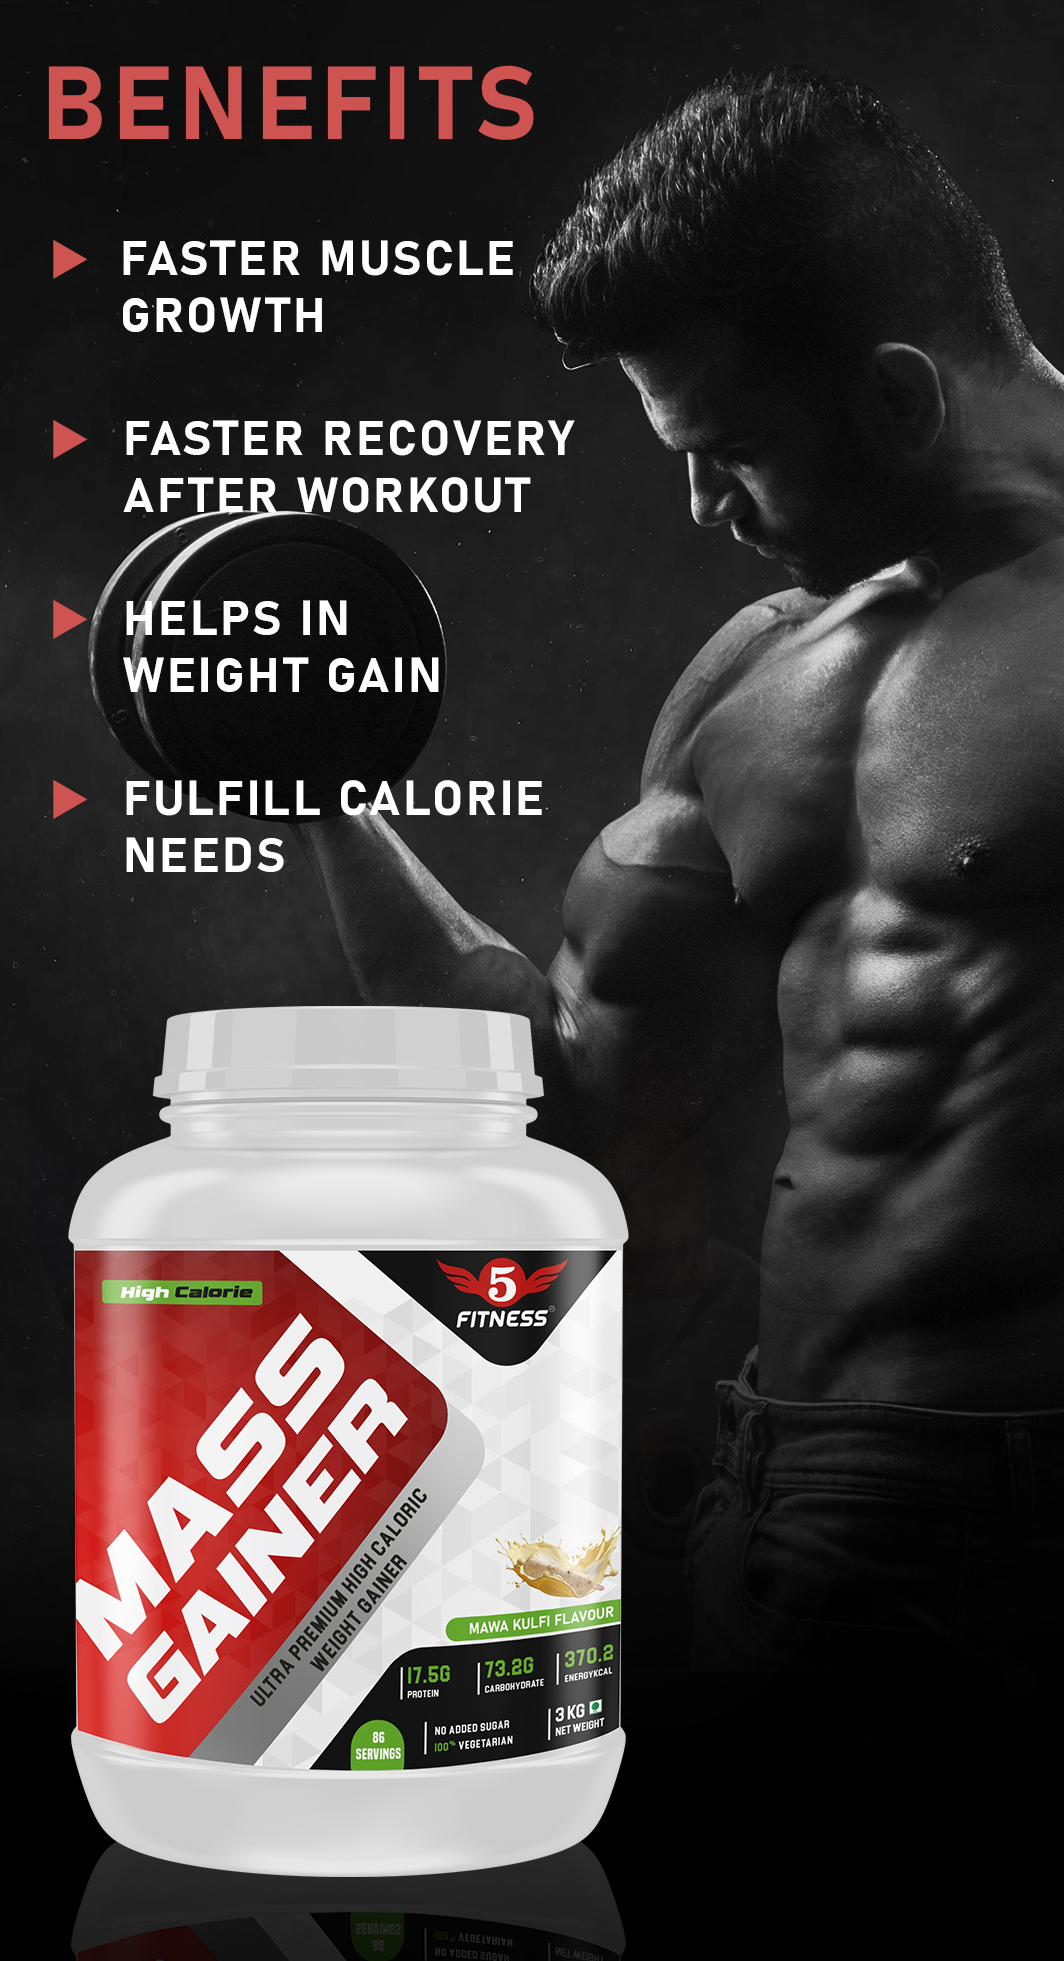 BENEFITS
FASTER MUSCLE
GROWTH
FASTER RECOVERY
AFTER WORKOUT
HELPS IN
WEIGHT GAIN
FULFILL CALORIE
NEEDS
High Calorie
5
FITNESS®
MASS
GAINER
ULTRA PREMIUM HIGH CALORIC
WEIGHT GAINER
MAWA KULFI FLAVOUR
17.5G
PROTEIN
73.2G
CARBOHYDRATE
370.2
ENERGYKCAL
86
SERVINGS
NO ADDED SUGAR
100% VEGETARIAN
3 KG
NET WEIGHT